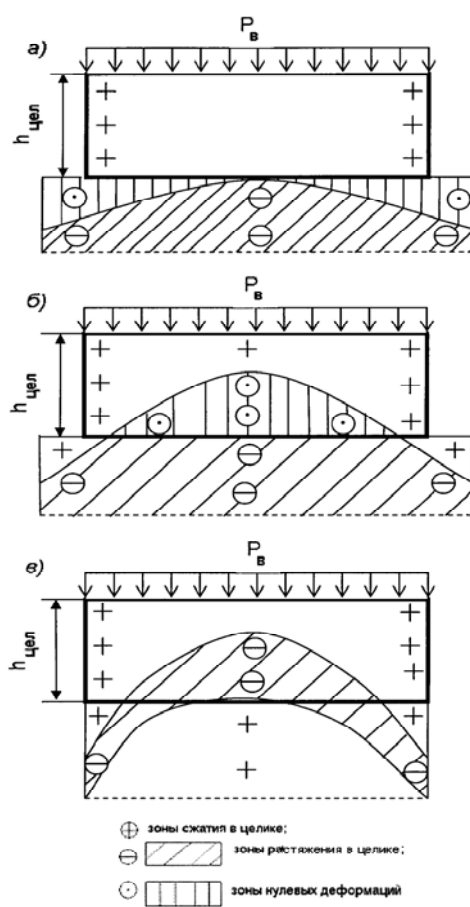 а)
Pв
hцел
б)
Pв
hцел
в)
Pв
hцел
зоны сжатия в целике;
зоны растяжения в целике;
зоны нулевых деформаций